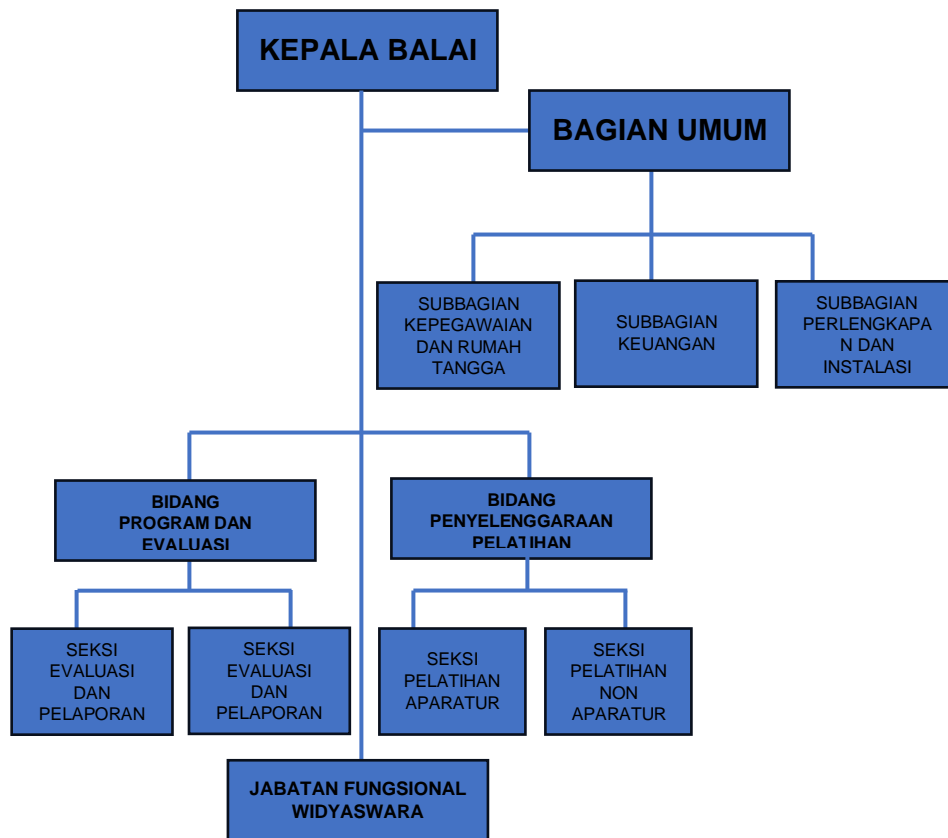 KEPALA BALAI
BAGIAN UMUM
SUBBAGIAN
KEPEGAWAIAN
DAN RUMAH
TANGGA
SUBBAGIAN
KEUANGAN
SUBBAGIAN
PERLENGKAPA
N DAN
INSTALASI
BIDANG
PROGRAM DAN
EVALUASI
BIDANG
PENYELENGGARAAN
PELATIHAN
SEKSI
EVALUASI
DAN
PELAPORAN
SEKSI
EVALUASI
DAN
PELAPORAN
SEKSI
PELATIHAN
APARATUR
SEKSI
PELATIHAN
NON
APARATUR
JABATAN FUNGSIONAL
WIDYASWARA